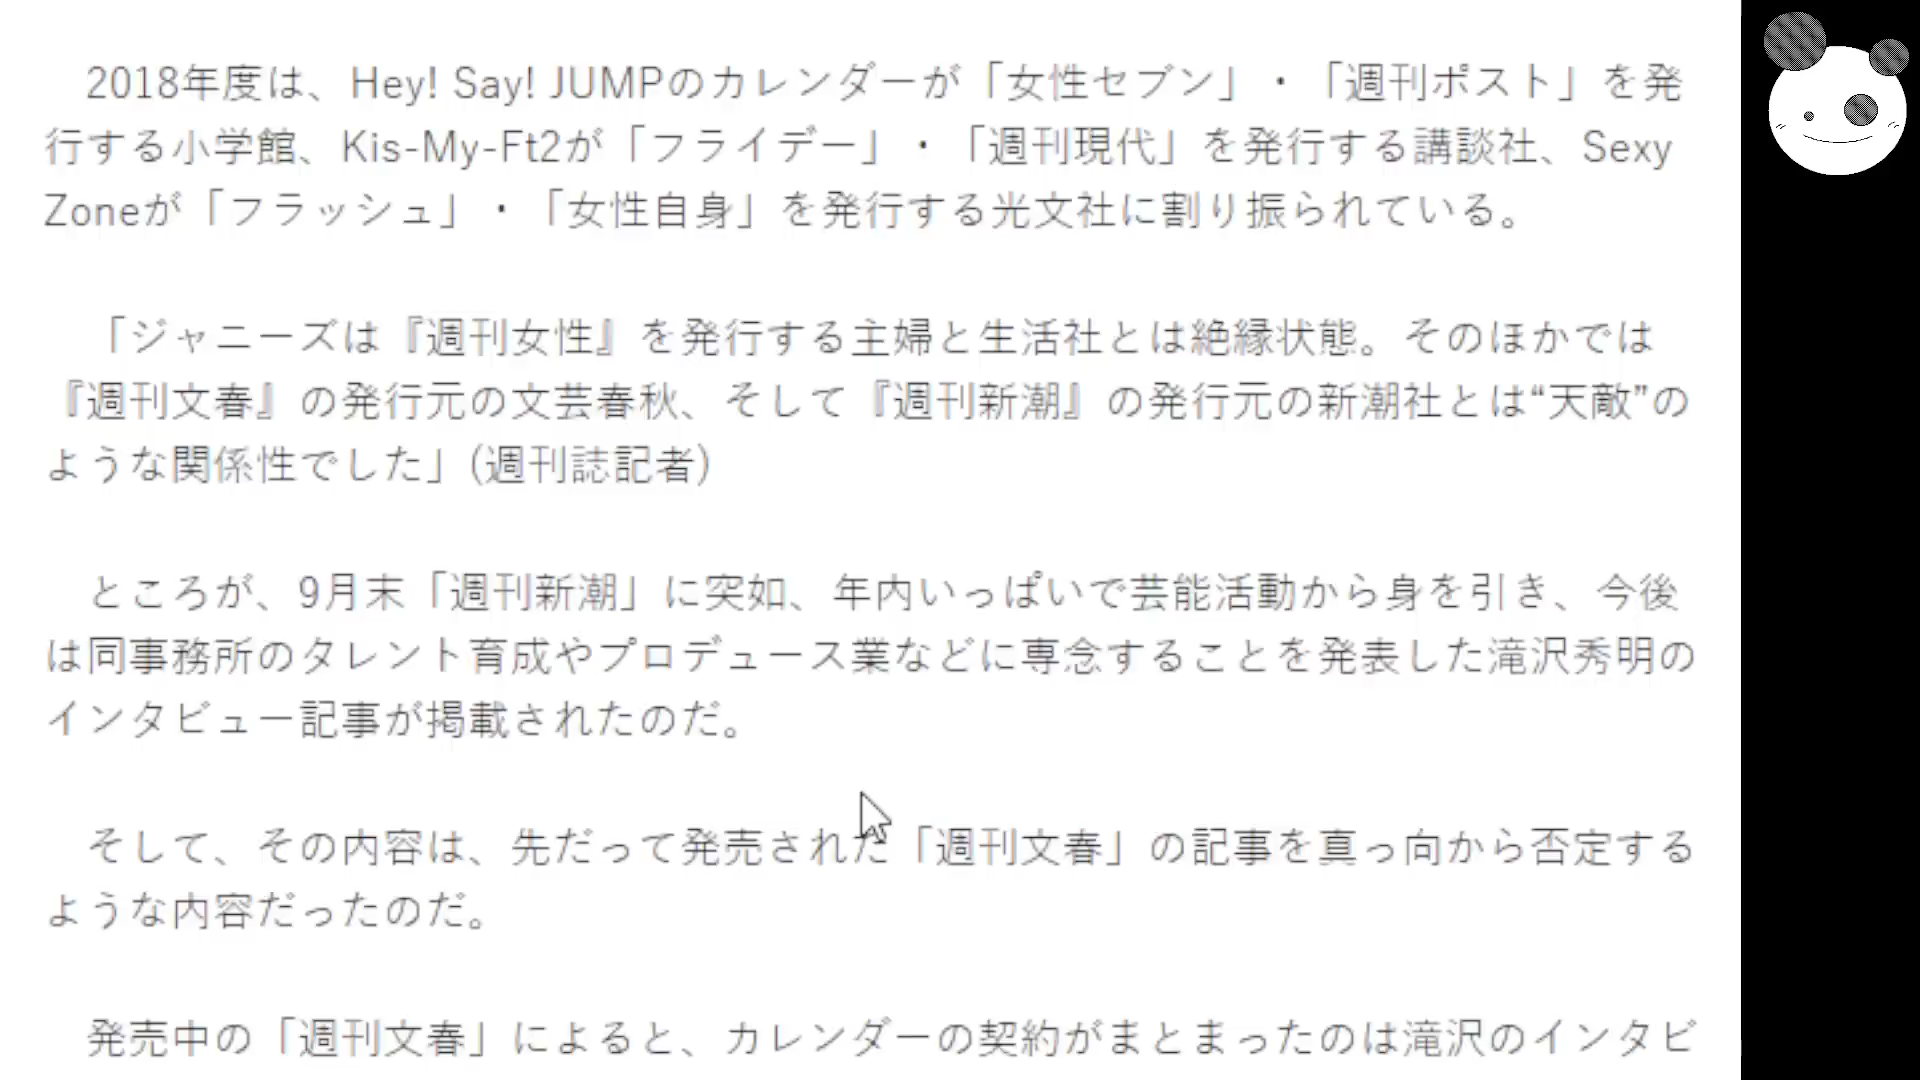 2018年度は、Hey! Say! JUMPのカレンダーが「女性セブン」・「週刊ポスト」を発
行する小学館、Kis-My-Ft2が「フライデー」・「週刊現代」を発行する講談社、Sexy
Zoneが「フラッシュ」・「女性自身」を発行する光文社に割り振られている。
「ジャニーズは『週刊女性』を発行する主婦と生活社とは絶縁状態。そのほかでは
『週刊文春』の発行元の文芸春秋、そして『週刊新潮』の発行元の新潮社とは“天敵”の
ような関係性でした」(週刊誌記者)
ところが、9月末「週刊新潮」に突如、年内いっぱいで芸能活動から身を引き、今後
は同事務所のタレント育成やプロデュース業などに専念することを発表した滝沢秀明の
インタビュー記事が掲載されたのだ。
そして、その内容は、先だって発売された「週刊文春」の記事を真っ向から否定する
ような内容だったのだ。
発売中の「週刊文春」によると、カレンダーの契約がまとまったのは滝沢のインタビ